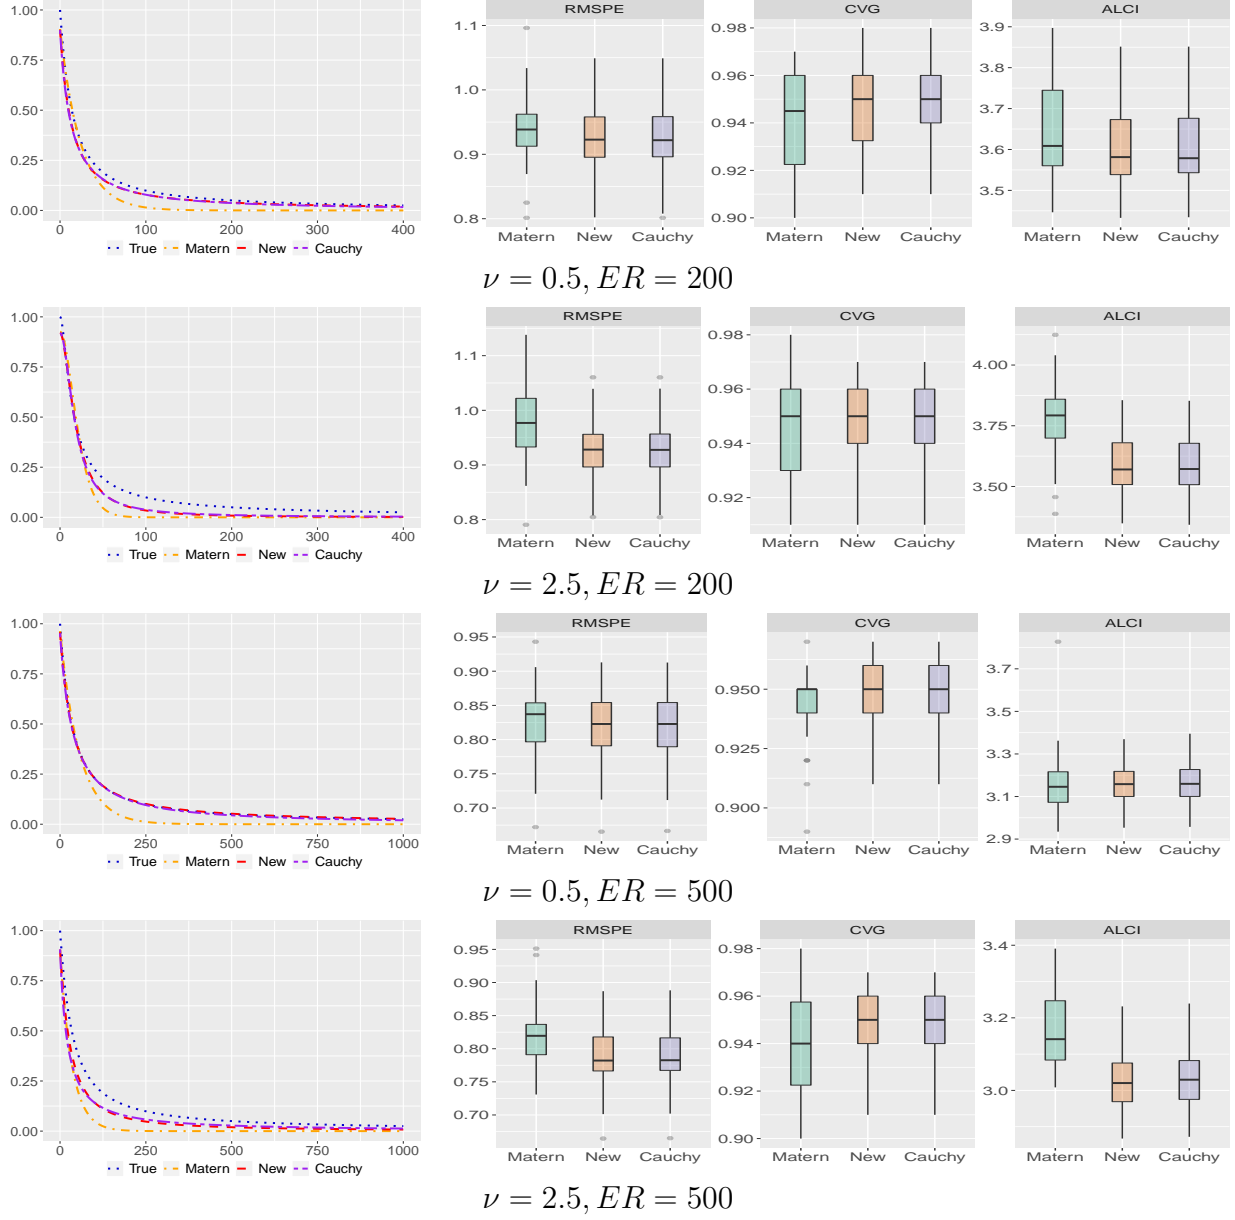 RMSPE CVG ALCI
1.00 0.75 0.50 0.25 0.00
0 100 200 300 400
True Matern New Cauchy
1.1 1.0 0.9 0.8
Matern New Cauchy
0.98 0.96 0.94 0.92 0.90
Matern New Cauchy
3.9 3.8 3.7 3.6 3.5
Matern New Cauchy
ν = 0.5, ER = 200
RMSPE CVG ALCI
1.00 0.75 0.50 0.25 0.00
0 100 200 300 400
True Matern New Cauchy
1.1 1.0 0.9 0.8
Matern New Cauchy
0.98 0.96 0.94 0.92
Matern New Cauchy
4.00 3.75 3.50
Matern New Cauchy
ν = 2.5, ER = 200
RMSPE CVG ALCI
1.00 0.75 0.50 0.25 0.00
0 250 500 750 1000
True Matern New Cauchy
0.95 0.90 0.85 0.80 0.75 0.70
Matern New Cauchy
0.950 0.925 0.900
Matern New Cauchy
3.7 3.5 3.3 3.1 2.9
Matern New Cauchy
ν = 0.5, ER = 500
RMSPE CVG ALCI
1.00 0.75 0.50 0.25 0.00
0 250 500 750 1000
True Matern New Cauchy
0.95 0.90 0.85 0.80 0.75 0.70
Matern New Cauchy
0.98 0.96 0.94 0.92 0.90
Matern New Cauchy
3.4 3.2 3.0
Matern New Cauchy
ν = 2.5, ER = 500